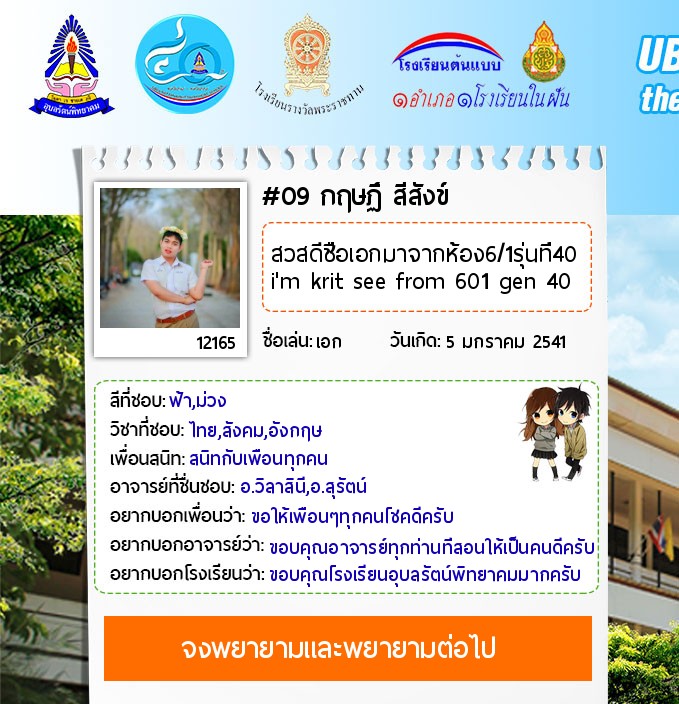 อุบลรัตน์พิทยาคม
โรงเรียนรางวัลพระราชทาน
โรงเรียนต้นแบบ
๑อำเภอ๑โรงเรียนในฝัน
UB
the
#09 กฤษฎิ์ สีสังข์
สวสดีชือเอกมาจากห้อง6/1รุ่นที40
i'm krit see from 601 gen 40
12165
ชื่อเล่น: เอก วันเกิด: 5 มกราคม 2541
สีที่ชอบ: ฟ้า,ม่วง
วิชาที่ชอบ: ไทย,สังคม,อังกฤษ
เพื่อนสนิท: สนิทกับเพือนทุกคน
อาจารย์ที่ชื่นชอบ: อ.วิลาสินี,อ.สุรัตน์
อยากบอกเพื่อนว่า: ขอให้เพือนๆทุกคนโชคดีครับ
อยากบอกอาจารย์ว่า: ขอบคุณอาจารย์ทุกท่านทีสอนให้เป็นคนดีครับ
อยากบอกโรงเรียนว่า: ขอบคุณโรงเรียนอุบลรัตน์พิทยาคมมากครับ
จงพยายามและพยายามต่อไป